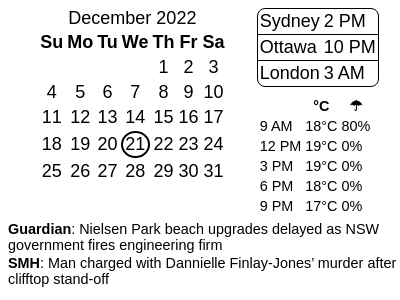 December 2022
Su Mo Tu We Th Fr Sa
1 2 3
4 5 6 7 8 9 10
11 12 13 14 15 16 17
18 19 20 21 22 23 24
25 26 27 28 29 30 31
Sydney 2 PM
Ottawa 10 PM
London 3 AM
°C ☂
9 AM 18°C 80%
12 PM 19°C 0%
3 PM 19°C 0%
6 PM 18°C 0%
9 PM 17°C 0%
Guardian: Nielsen Park beach upgrades delayed as NSW
government fires engineering firm
SMH: Man charged with Dannielle Finlay-Jones’ murder after
clifftop stand-off